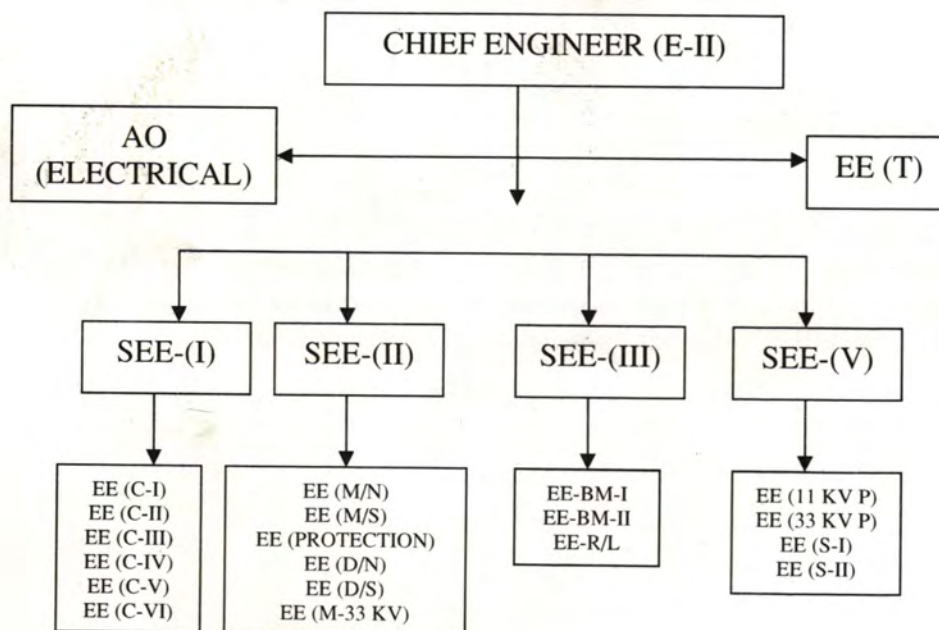 CHIEF ENGINEER (E-II)
AO
(ELECTRICAL)
EE (T)
SEE-(I)
SEE-(II)
SEE-(III)
SEE-(V)
EE (C-I)
EE (C-II)
EE (C-III)
EE (C-IV)
EE (C-V)
EE (C-VI)
EE (M/N)
EE (M/S)
EE (PROTECTION)
EE (D/N)
EE (D/S)
EE (M-33 KV)
EE-BM-I
EE-BM-II
EE-R/L
EE (11 KV P)
EE (33 KV P)
EE (S-I)
EE (S-II)